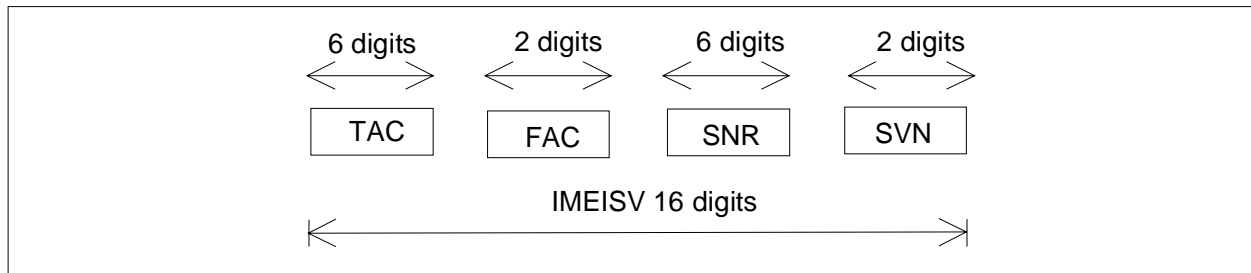 6 digits 2 digits 6 digits 2 digits
TAC FAC SNR SVN
IMEISV 16 digits